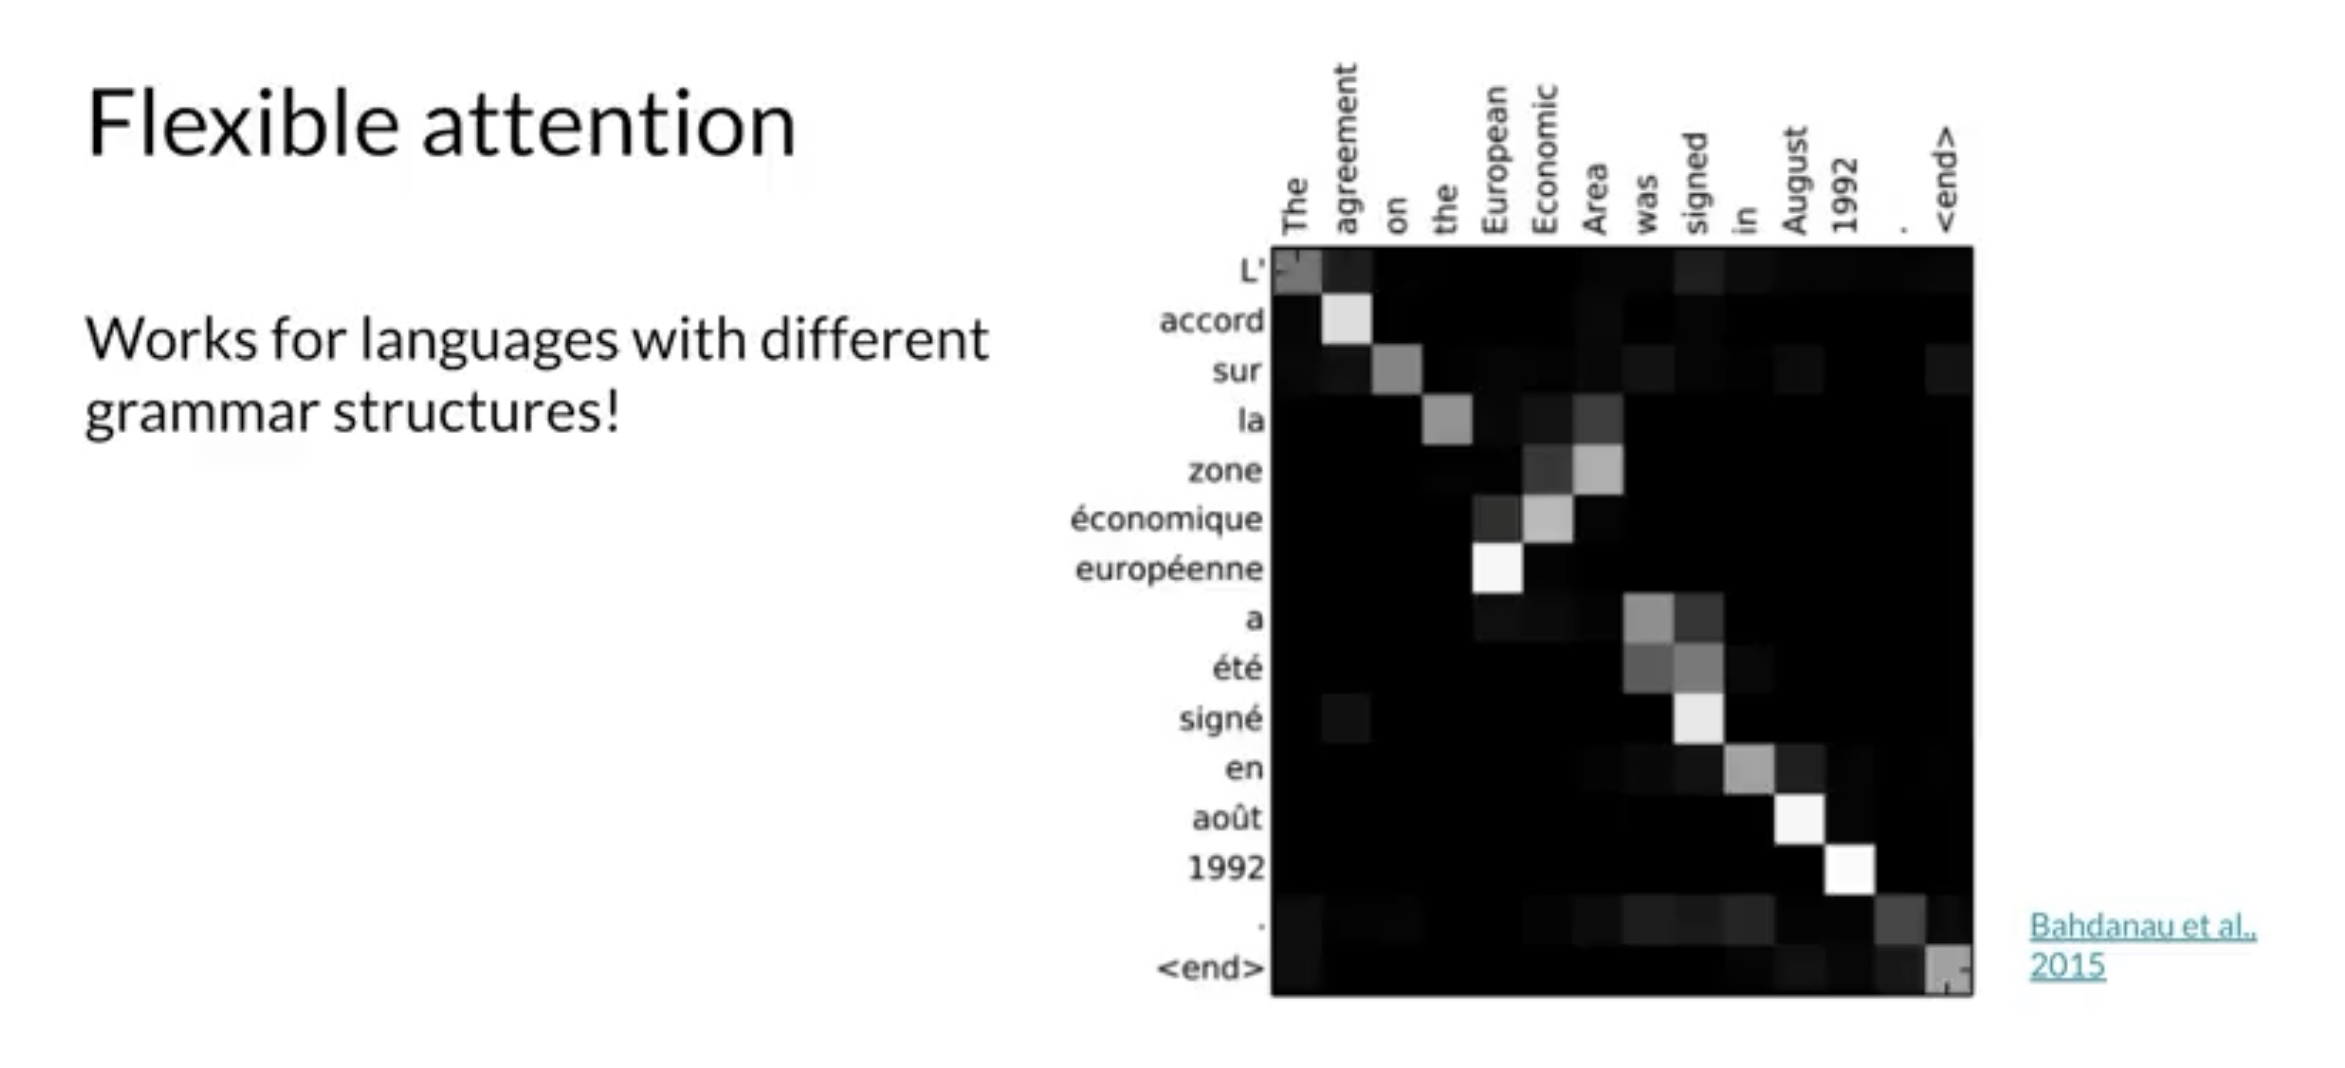 Flexible attention
Works for languages with different
grammar structures!
The
agreement
on
the
European
Economic
Area
was
signed
in
August
1992
.
<end>
L'
accord
sur
la
zone
économique
européenne
a
été
signé
en
août
1992
.
<end>
Bahdanau et al.,
2015